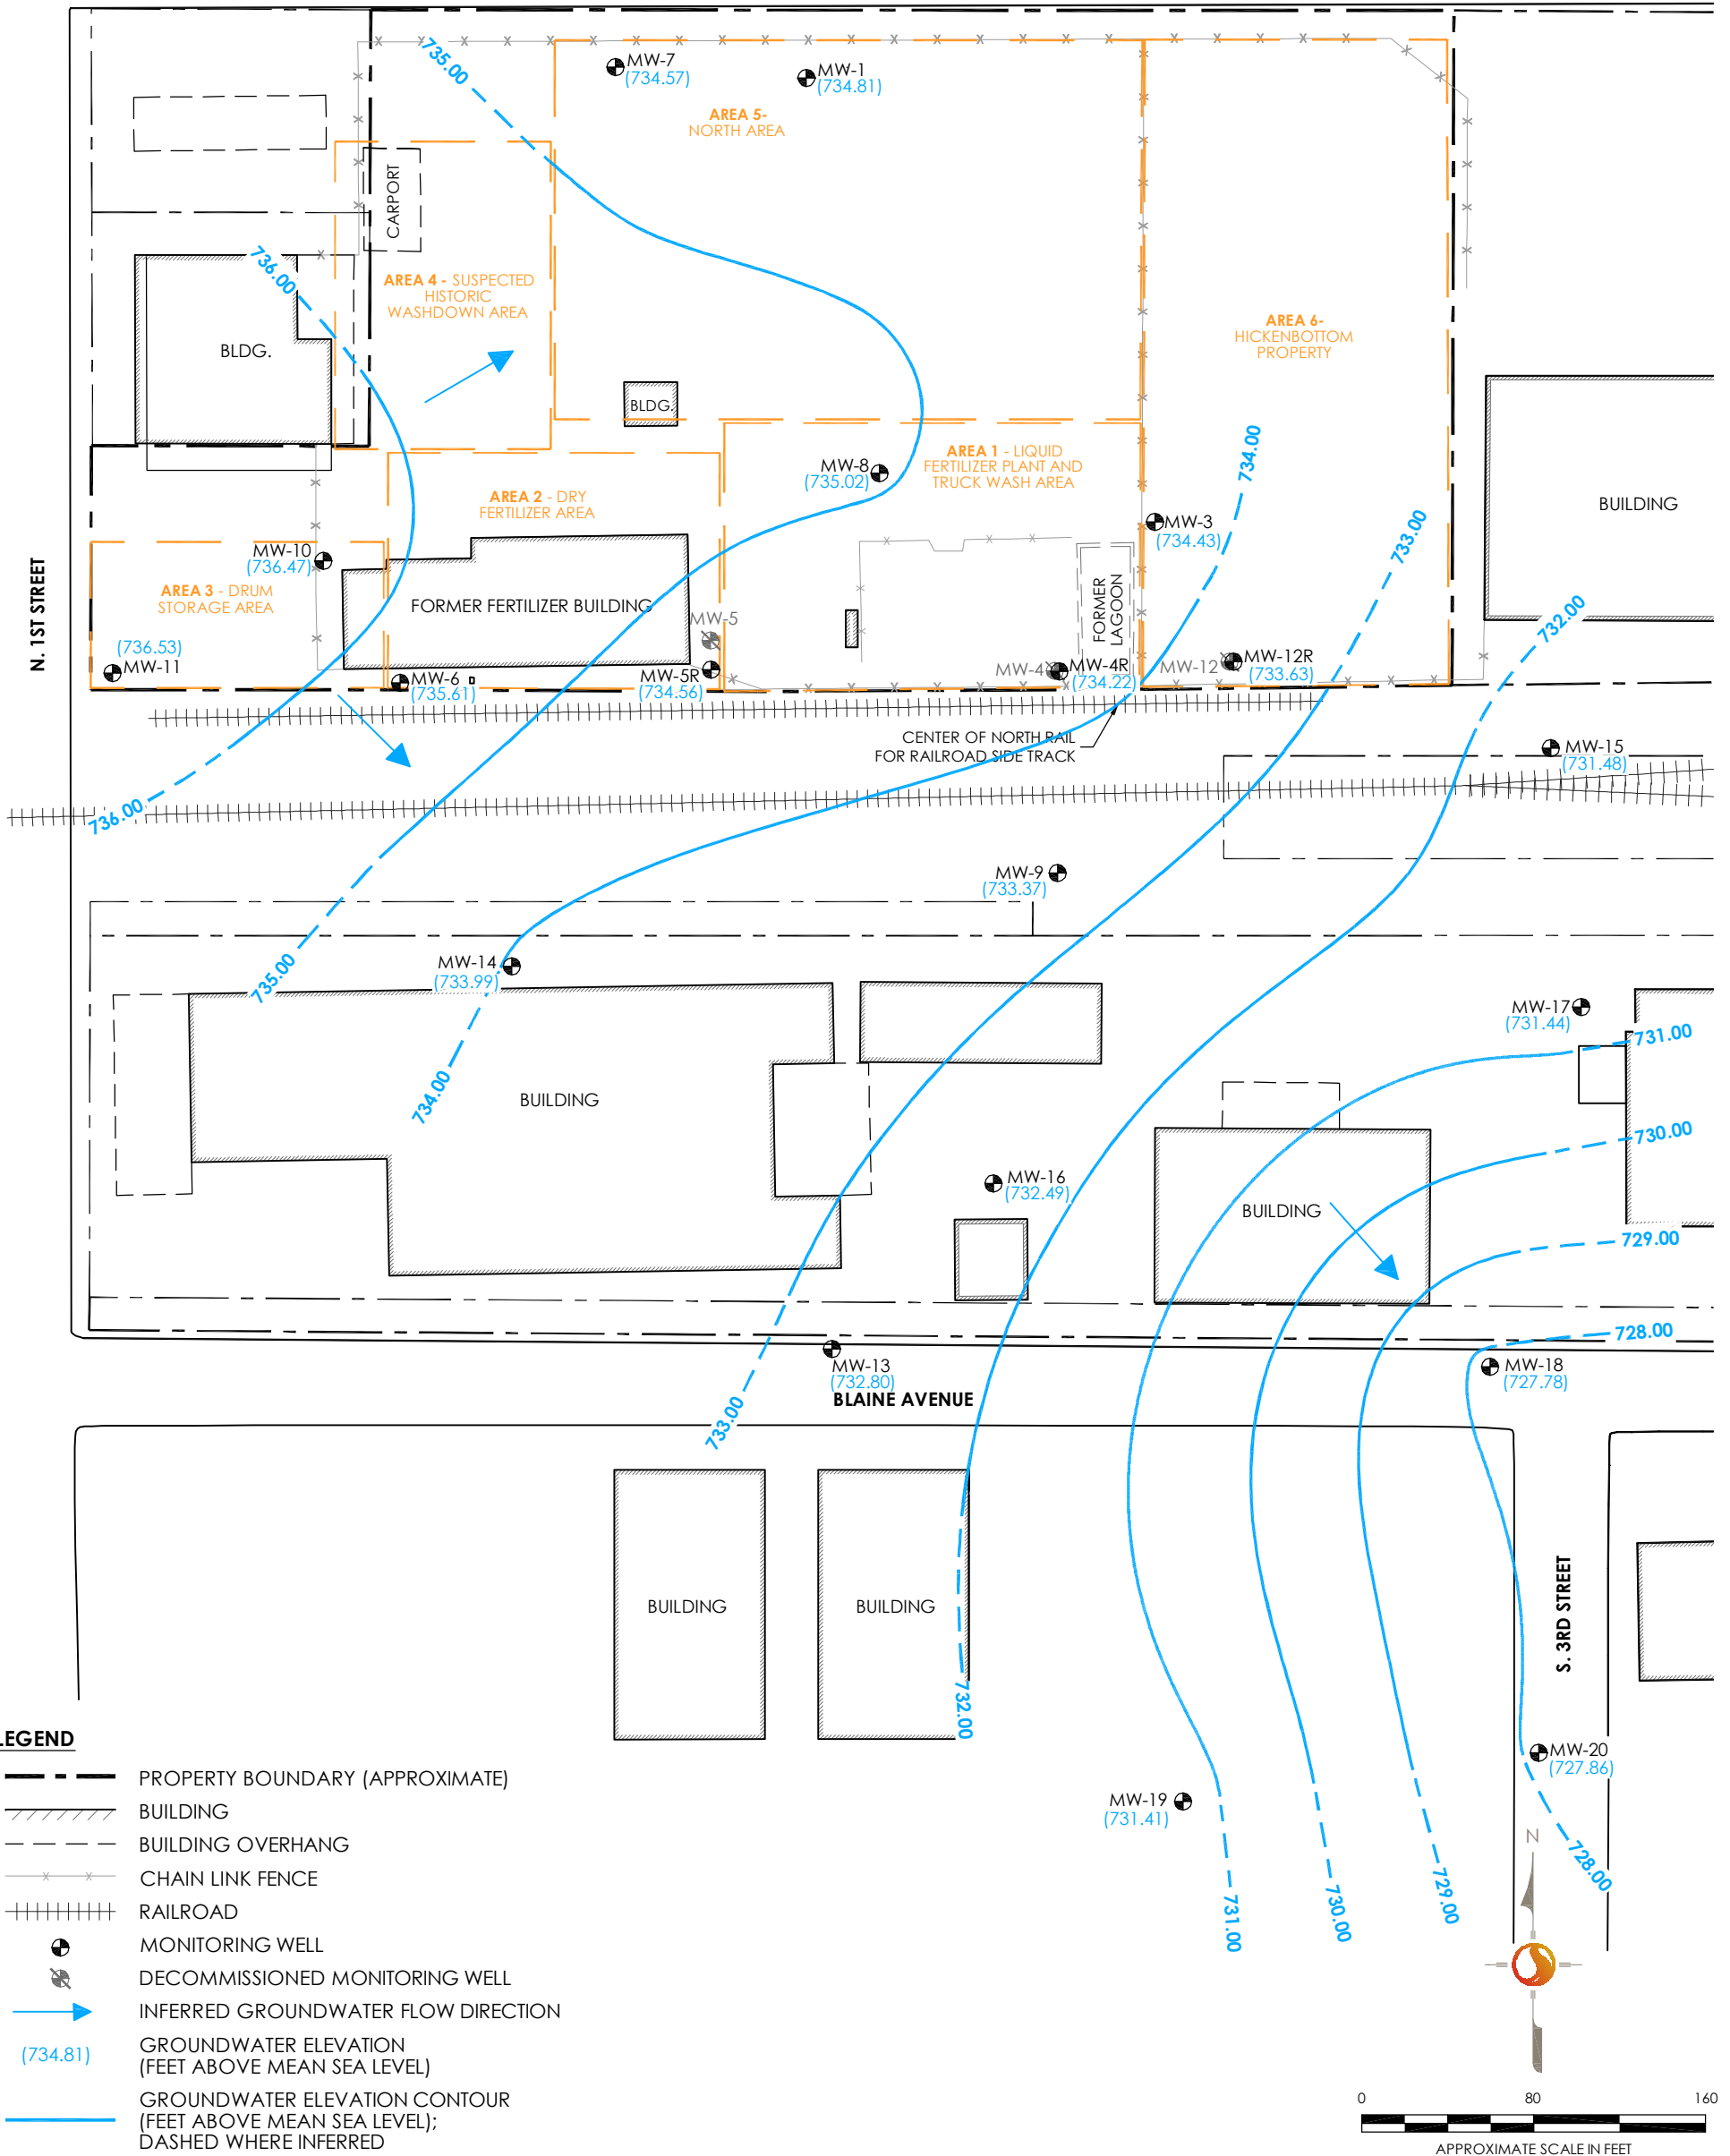 735.00
MW-7
(734.57)
MW-1
(734.81)
AREA 5-
NORTH AREA
CARPORT
736.00
AREA 4 - SUSPECTED
HISTORIC
WASHDOWN AREA
AREA 6-
HICKENBOTTOM
PROPERTY
BLDG.
BLDG.
734.00
MW-8
(735.02)
AREA 1 - LIQUID
FERTILIZER PLANT AND
TRUCK WASH AREA
AREA 2 - DRY
FERTILIZER AREA
BUILDING
MW-3
(734.43)
733.00
N. 1ST STREET
MW-10
(736.47)
AREA 3 - DRUM
STORAGE AREA
FORMER FERTILIZER BUILDING
FORMER
LAGOON
732.00
MW-5
(736.53)
MW-11
MW-6
(735.61)
MW-5R
(734.56)
MW-4
MW-4R
(734.22)
MW-12
MW-12R
(733.63)
CENTER OF NORTH RAIL
FOR RAILROAD SIDE TRACK
MW-15
(731.48)
736.00
MW-9
(733.37)
735.00
MW-14
(733.99)
MW-17
(731.44)
731.00
734.00
BUILDING
730.00
MW-16
(732.49)
BUILDING
729.00
728.00
MW-13
(732.80)
BLAINE AVENUE
MW-18
(727.78)
733.00
BUILDING
BUILDING
S. 3RD STREET
732.00
MW-20
(727.86)
MW-19
(731.41)
728.00
731.00
730.00
729.00
N
LEGEND
PROPERTY BOUNDARY (APPROXIMATE)
BUILDING
BUILDING OVERHANG
CHAIN LINK FENCE
RAILROAD
MONITORING WELL
DECOMMISSIONED MONITORING WELL
INFERRED GROUNDWATER FLOW DIRECTION
(734.81)
GROUNDWATER ELEVATION
(FEET ABOVE MEAN SEA LEVEL)
GROUNDWATER ELEVATION CONTOUR
(FEET ABOVE MEAN SEA LEVEL);
DASHED WHERE INFERRED
0 80 160
APPROXIMATE SCALE IN FEET